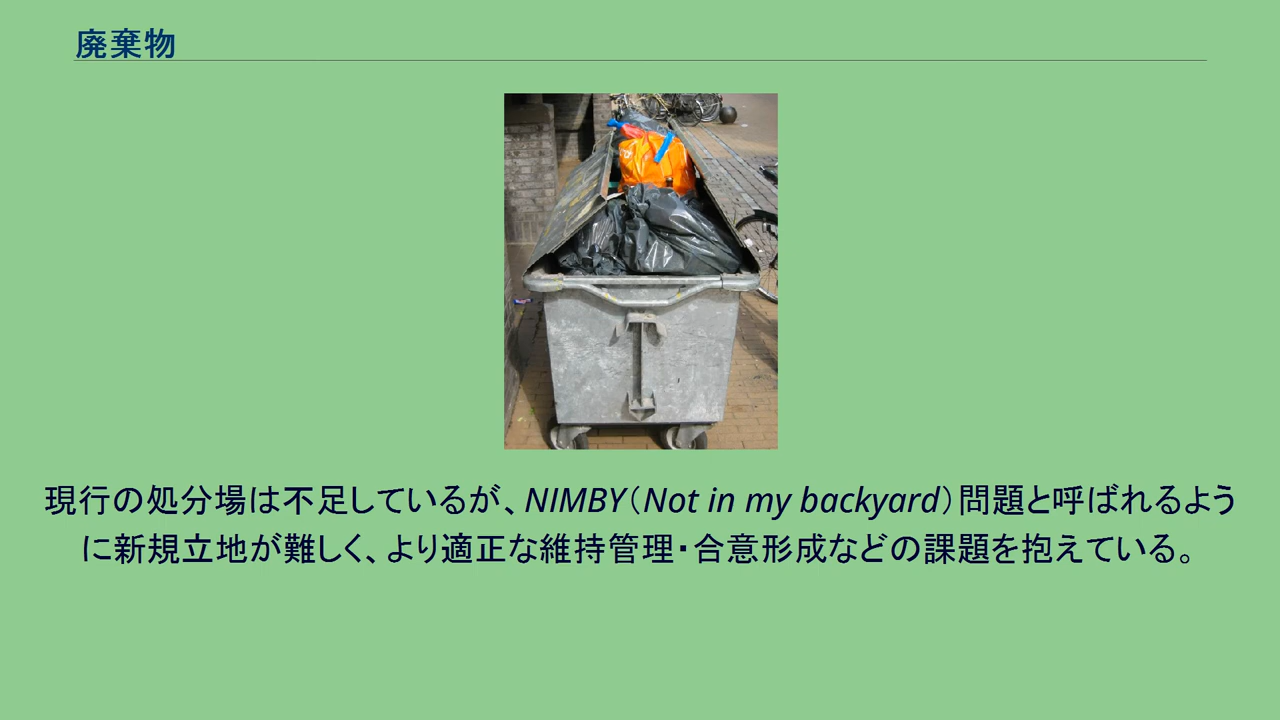 廃棄物
現行の処分場は不足しているが、NIMBY（Not in my backyard）問題と呼ばれるよう
に新規立地が難しく、より適正な維持管理・合意形成などの課題を抱えている。